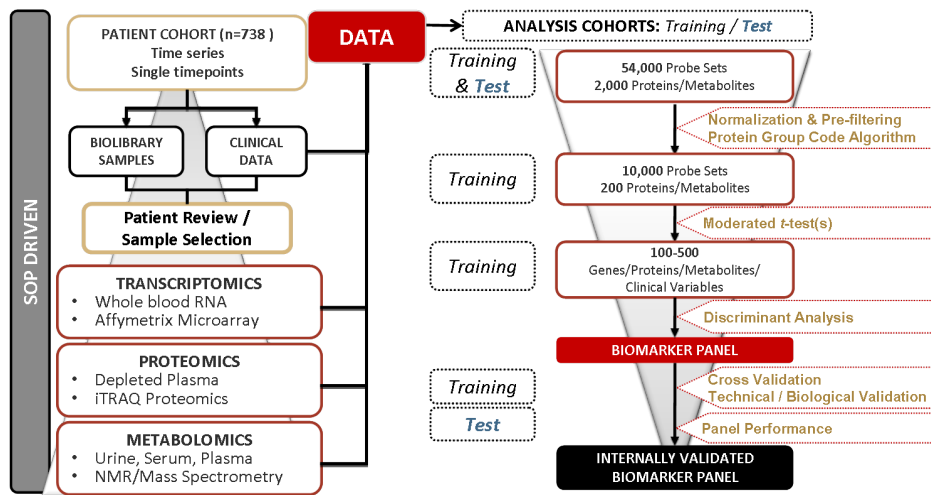 SOP DRIVEN
PATIENT COHORT (n=738 )
Time series
Single timepoints
BIOLIBRARY
SAMPLES
CLINICAL
DATA
Patient Review /
Sample Selection
TRANSCRIPTOMICS
• Whole blood RNA
• Affymetrix Microarray
PROTEOMICS
• Depleted Plasma
• iTRAQ Proteomics
METABOLOMICS
• Urine, Serum, Plasma
• NMR/Mass Spectrometry
DATA
ANALYSIS COHORTS: Training / Test
Training
& Test
54,000 Probe Sets
2,000 Proteins/Metabolites
Normalization & Pre-filtering
Protein Group Code Algorithm
Training
10,000 Probe Sets
200 Proteins/Metabolites
Moderated t-test(s)
Training
100-500
Genes/Proteins/Metabolites/
Clinical Variables
Discriminant Analysis
BIOMARKER PANEL
Training
Cross Validation
Technical / Biological Validation
Test
Panel Performance
INTERNALLY VALIDATED
BIOMARKER PANEL